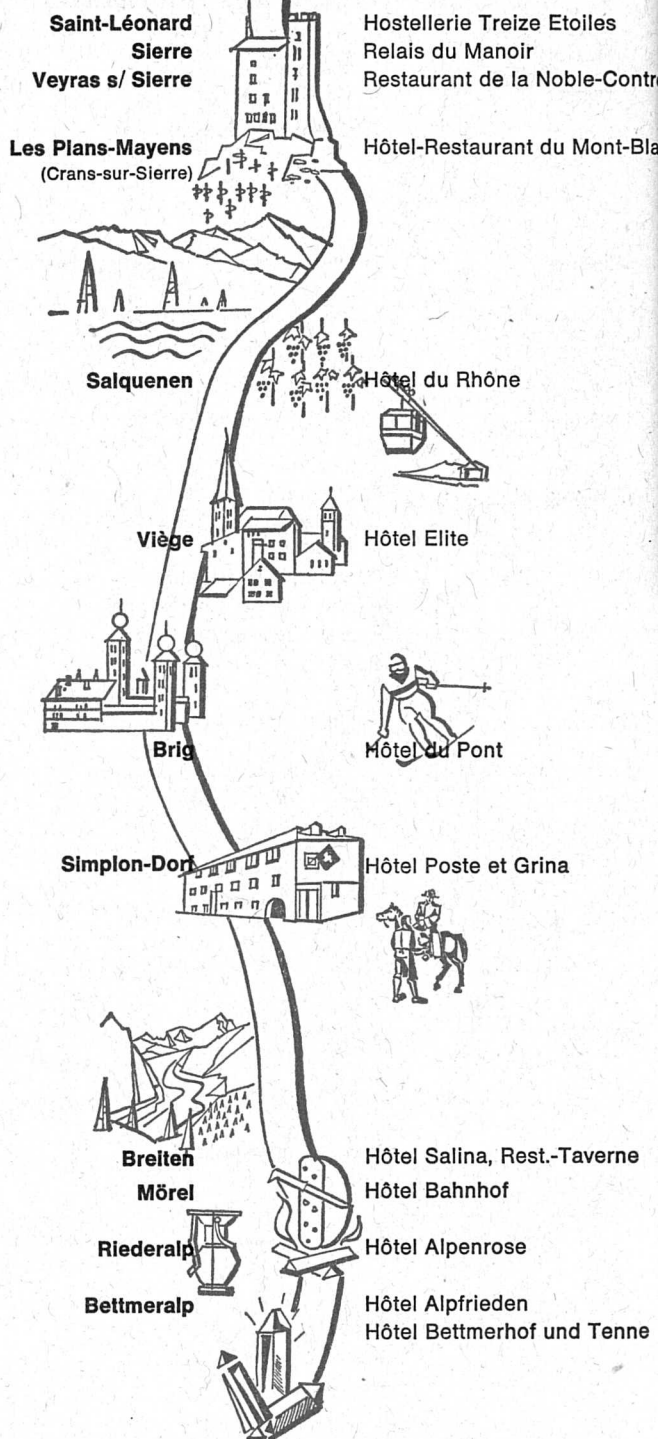 Saint-Léonard Hostellerie Treize Etoiles
Sierre Relais du Manoir
Veyras s/ Sierre Restaurant de la Noble-Contr
Les Plans-Mayens Hôtel-Restaurant du Mont-Bla
(Crans-sur-Sierre)
Salquenen Hôtel du Rhône
Viège Hôtel Elite
Brig Hôtel du Pont
Simplon-Dorf Hôtel Poste et Grina
Breiten Hôtel Salina, Rest.-Taverne
Mörel Hôtel Bahnhof
Riederalp Hôtel Alpenrose
Bettmeralp Hôtel Alpfrieden
Hôtel Bettmerhof und Tenne